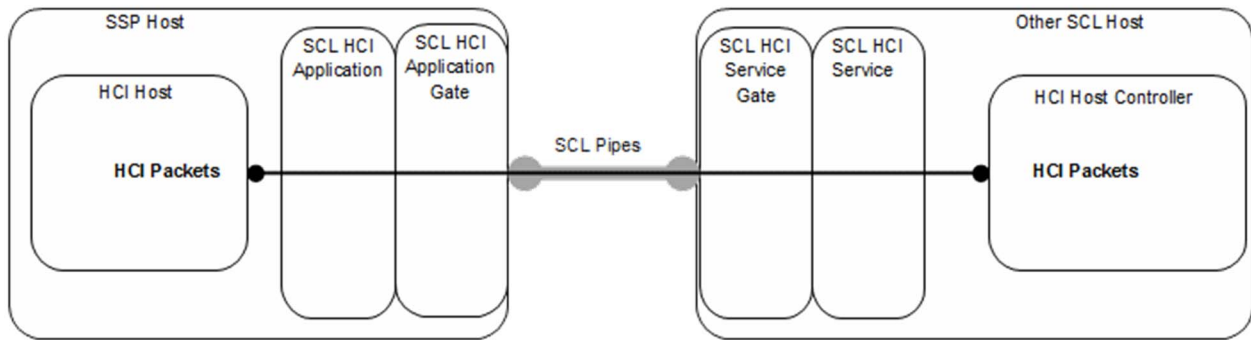 SSP Host
Other SCL Host
SCL HCI
Application
SCL HCI
Application
Gate
SCL HCI
Service
Gate
SCL HCI
Service
HCI Host
HCI Host Controller
SCL Pipes
HCI Packets
HCI Packets